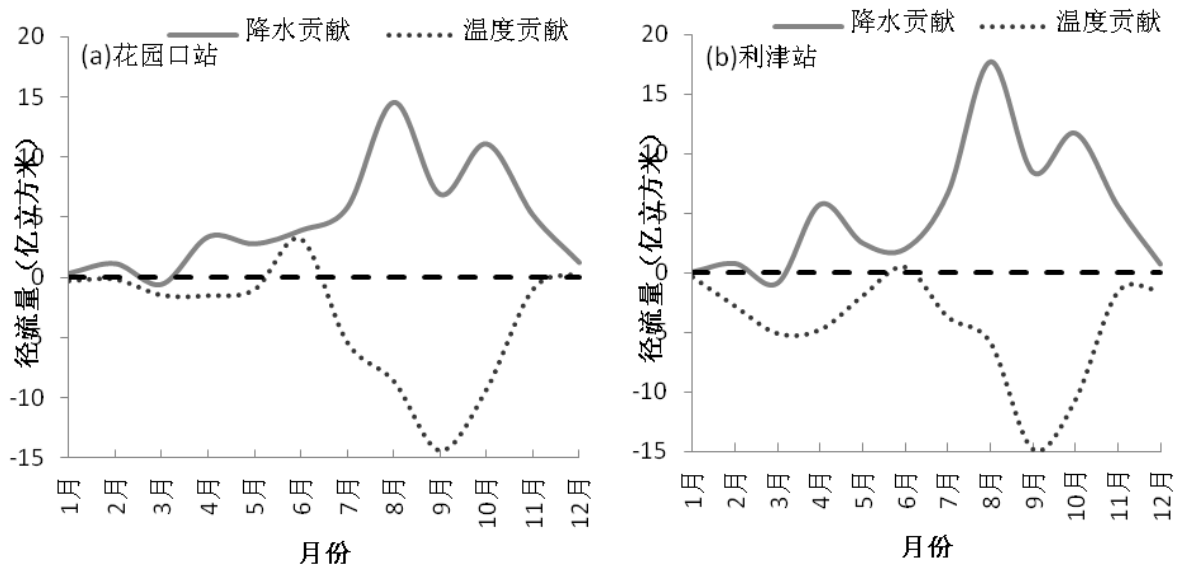 降水贡献
温度贡献
(a)花园口站
径流量（亿立方米）
20
15
10
5
0
-5
-10
-15
1月
2月
3月
4月
5月
6月
7月
8月
9月
10月
11月
12月
月份
降水贡献
温度贡献
(b)利津站
径流量（亿立方米）
20
15
10
5
0
-5
-10
-15
1月
2月
3月
4月
5月
6月
7月
8月
9月
10月
11月
12月
月份